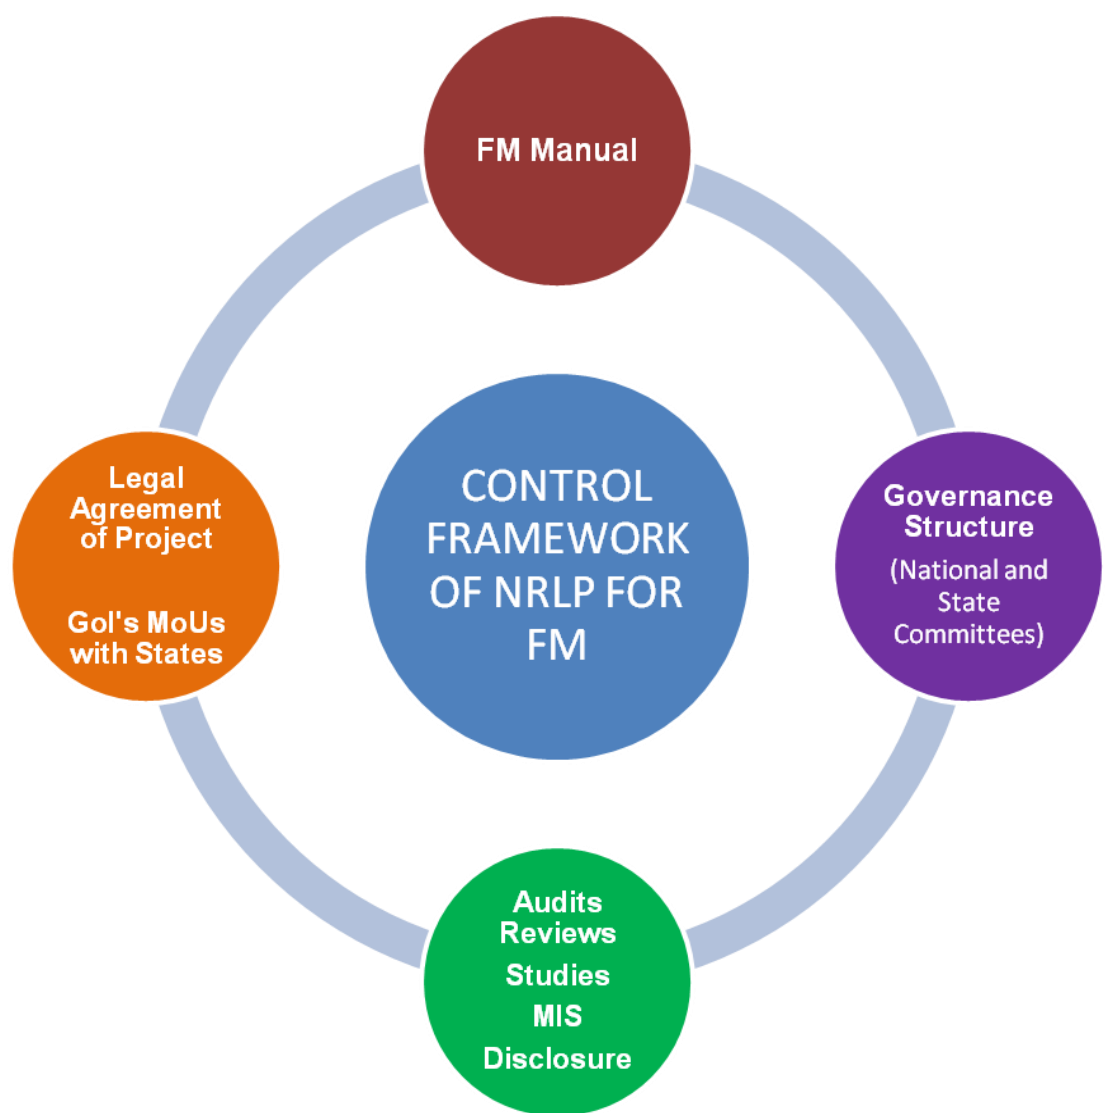 FM Manual
Legal
Agreement
of Project
GoI's MoUs
with States
CONTROL
FRAMEWORK
OF NRLP FOR
FM
Governance
Structure
(National and
State
Committees)
Audits
Reviews
Studies
MIS
Disclosure